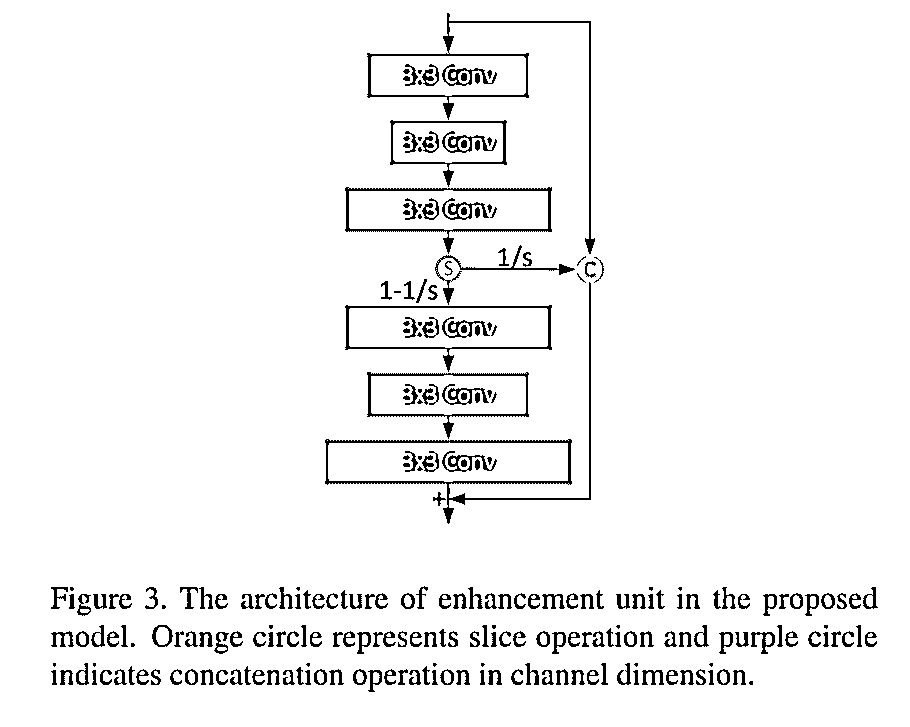 3x3 Conv
3x3 Conv
3x3 Conv
S 1/s C
1-1/s
3x3 Conv
3x3 Conv
3x3 Conv
+
Figure 3. The architecture of enhancement unit in the proposed
model. Orange circle represents slice operation and purple circle
indicates concatenation operation in channel dimension.